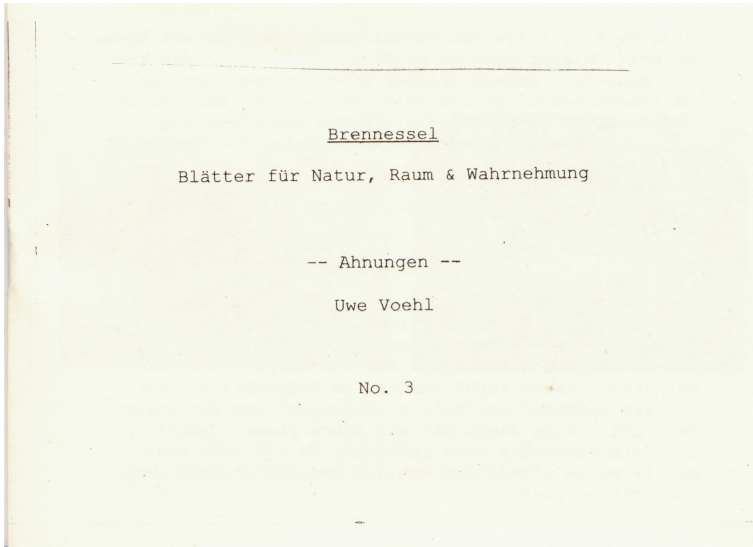 Brennessel
Blätter für Natur, Raum & Wahrnehmung
-- Ahnungen --
Uwe Voehl
No. 3